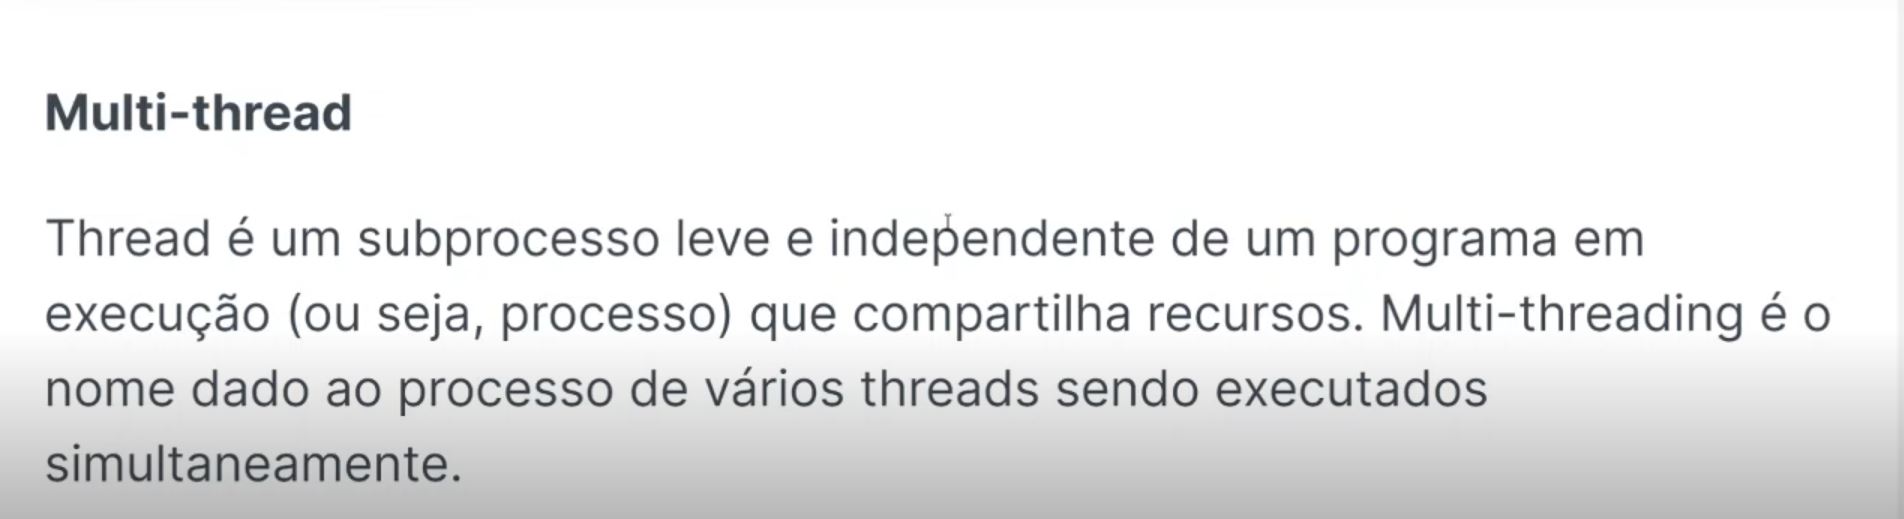 Multi-thread
Thread é um subprocesso leve e independente de um programa em
execução (ou seja, processo) que compartilha recursos. Multi-threading é o
nome dado ao processo de vários threads sendo executados
simultaneamente.